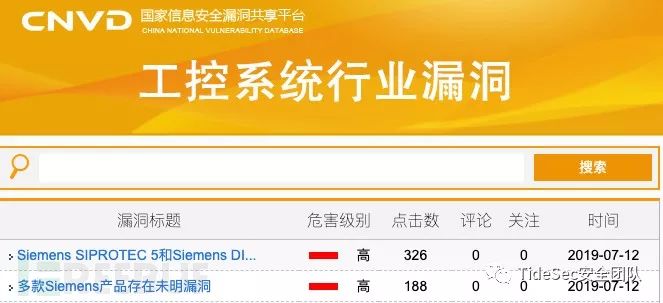 CNVD 国家信息安全漏洞共享平台
CHINA NATIONAL VULNERABILITY DATABASE
工控系统行业漏洞
搜索
漏洞标题 危害级别 点击数 评论 关注 时间
Siemens SIPROTEC 5和Siemens DI... 高 326 0 0 2019-07-12
多款Siemens产品存在未明漏洞 高 188 0 0 2019-07-12
TideSec安全团队